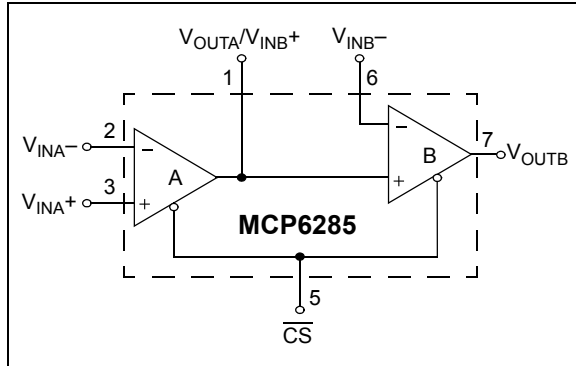 VOUTA/VINB+
VINB–
1
6
2
7
VINA–
–
–
B
VOUTB
3
A
VINA+
+
+
MCP6285
5
CS